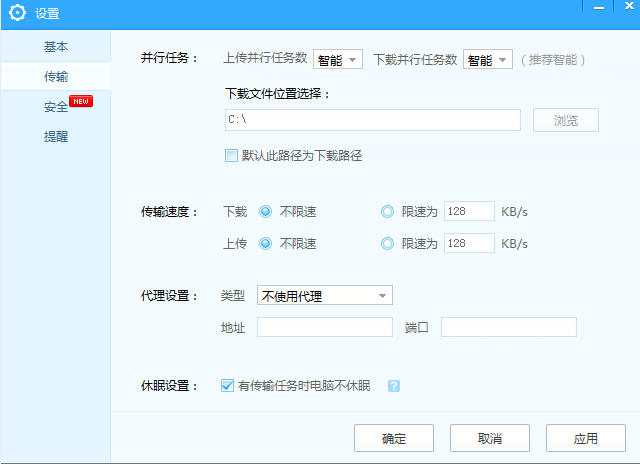 设置
基本
传输
安全 NEW
提醒
并行任务： 上传并行任务数 智能 下载并行任务数 智能 （推荐智能）
下载文件位置选择：
C:\ 浏览
默认此路径为下载路径
传输速度： 下载 不限速 限速为 128 KB/s
上传 不限速 限速为 128 KB/s
代理设置： 类型 不使用代理
地址 端口
休眠设置： 有传输任务时电脑不休眠 ?
确定 取消 应用